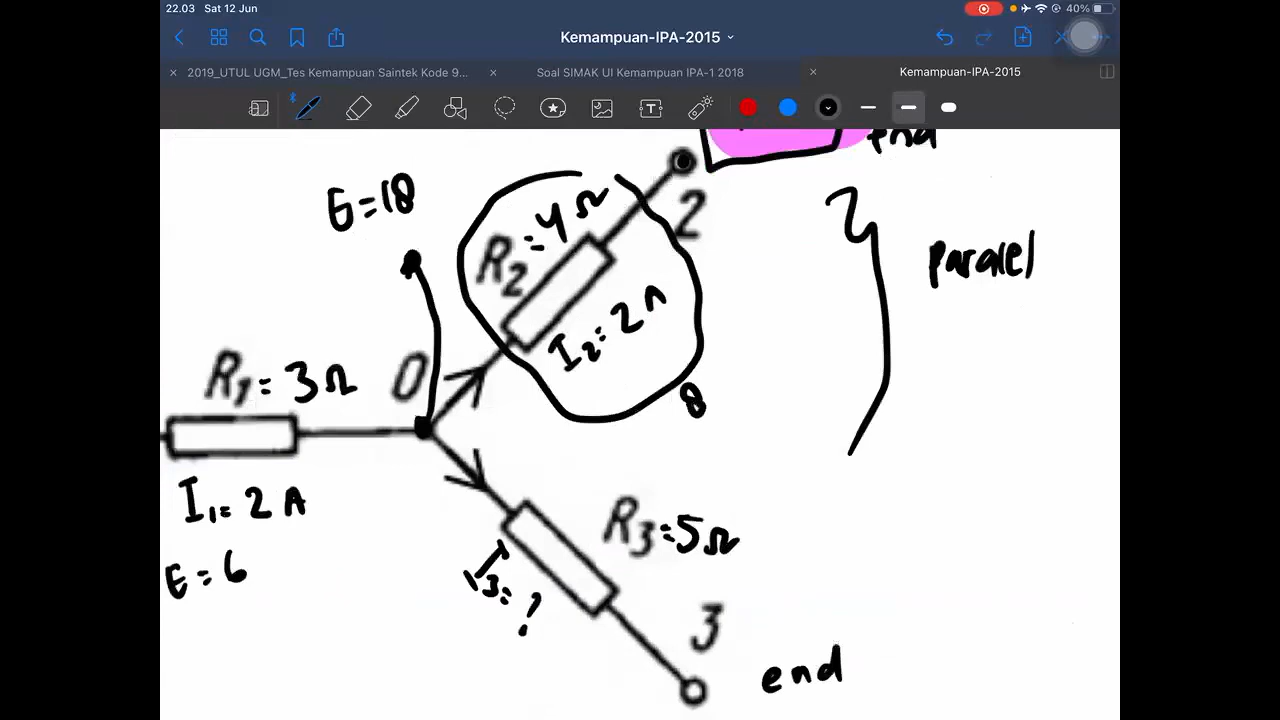 22.03 Sat 12 Jun
40%
Kemampuan-IPA-2015
2019_UTUL UGM_Tes Kemampuan Saintek Kode 9...
Soal SIMAK UI Kemampuan IPA-1 2018
Kemampuan-IPA-2015
end
E=18
2
R2=4Ω
paralel
I2=2A
0
R1=3Ω
8
I1=2A
R3=5Ω
E=6
I3=?
3
end